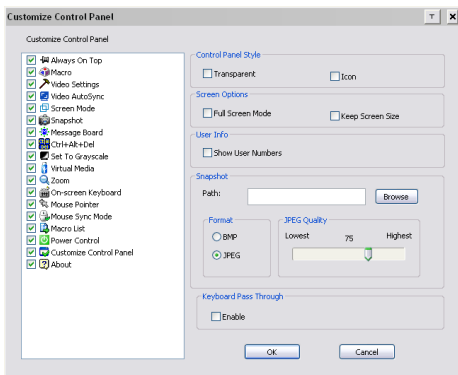 Customize Control Panel
Customize Control Panel
Always On Top
Macro
Video Settings
Video AutoSync
Screen Mode
Snapshot
Message Board
Ctrl+Alt+Del
Set To Grayscale
Virtual Media
Zoom
On-screen Keyboard
Mouse Pointer
Mouse Sync Mode
Macro List
Power Control
Customize Control Panel
About
Control Panel Style
Transparent
Icon
Screen Options
Full Screen Mode
Keep Screen Size
User Info
Show User Numbers
Snapshot
Path:
Browse
Format
BMP
JPEG
JPEG Quality
Lowest 75 Highest
Keyboard Pass Through
Enable
OK
Cancel